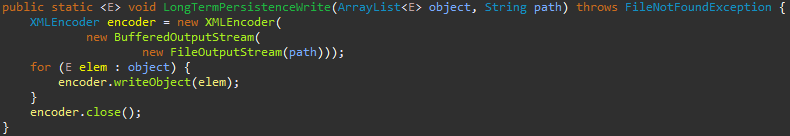 public static <E> void LongTermPersistenceWrite(ArrayList<E> object, String path) throws FileNotFoundException {
    XMLEncoder encoder = new XMLEncoder(
            new BufferedOutputStream(
                    new FileOutputStream(path)));
    for (E elem : object) {
        encoder.writeObject(elem);
    }
    encoder.close();
}